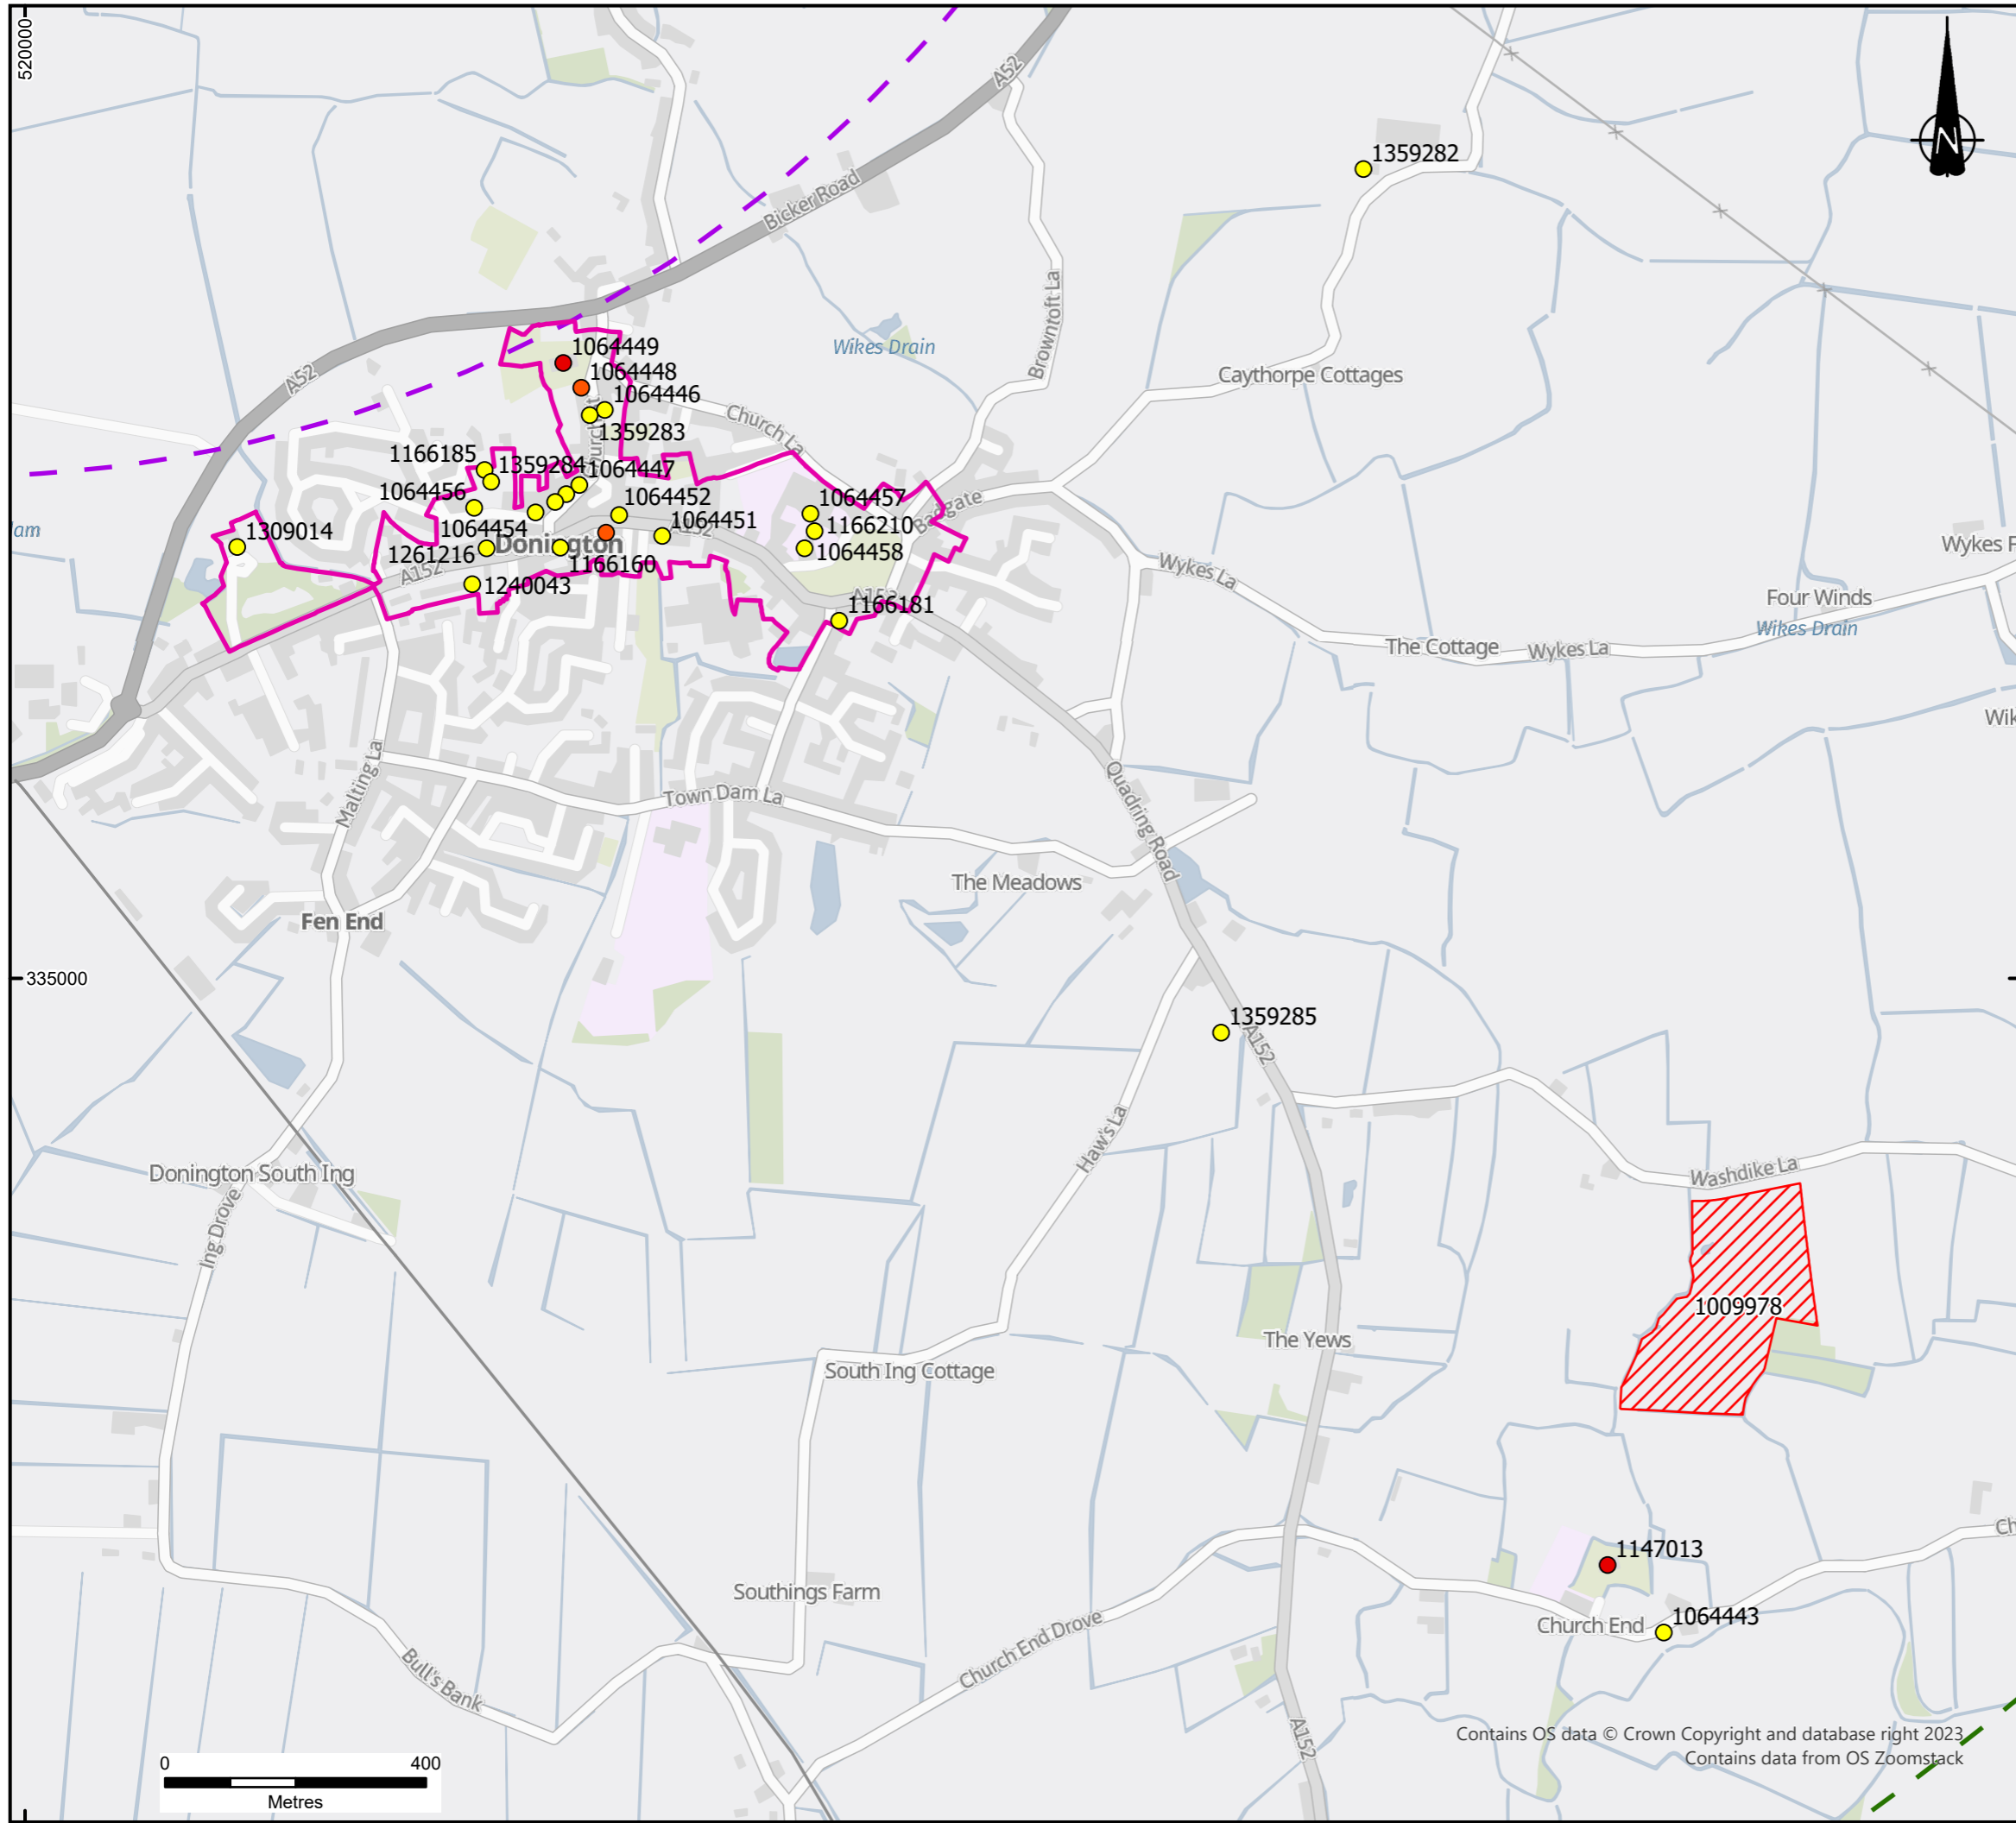 520000
A52
1359282
Bicker Road
N
Browntoft La
Wikes Drain
1064449
1064448
1064446
Caythorpe Cottages
A52
Church La
1359283
1166185
1359284
1064447
1064456
1064452
1064457
Badgate
1309014
1064454
1064451
A152
1166210
1261216
Donington
1064458
Wykes La
A152
1166160
1240043
1166181
Four Winds
Wikes Drain
The Cottage
Wykes La
Malting La
Town Dam La
Quadring Road
The Meadows
Fen End
335000
1359285
A152
Haw's La
Donington South Ing
Washdike La
Ing Drove
1009978
The Yews
South Ing Cottage
1147013
Southings Farm
Church End Drove
Church End
1064443
Bull's Bank
A152
Contains OS data © Crown Copyright and database right 2023
Contains data from OS Zoomstack
0 400
Metres